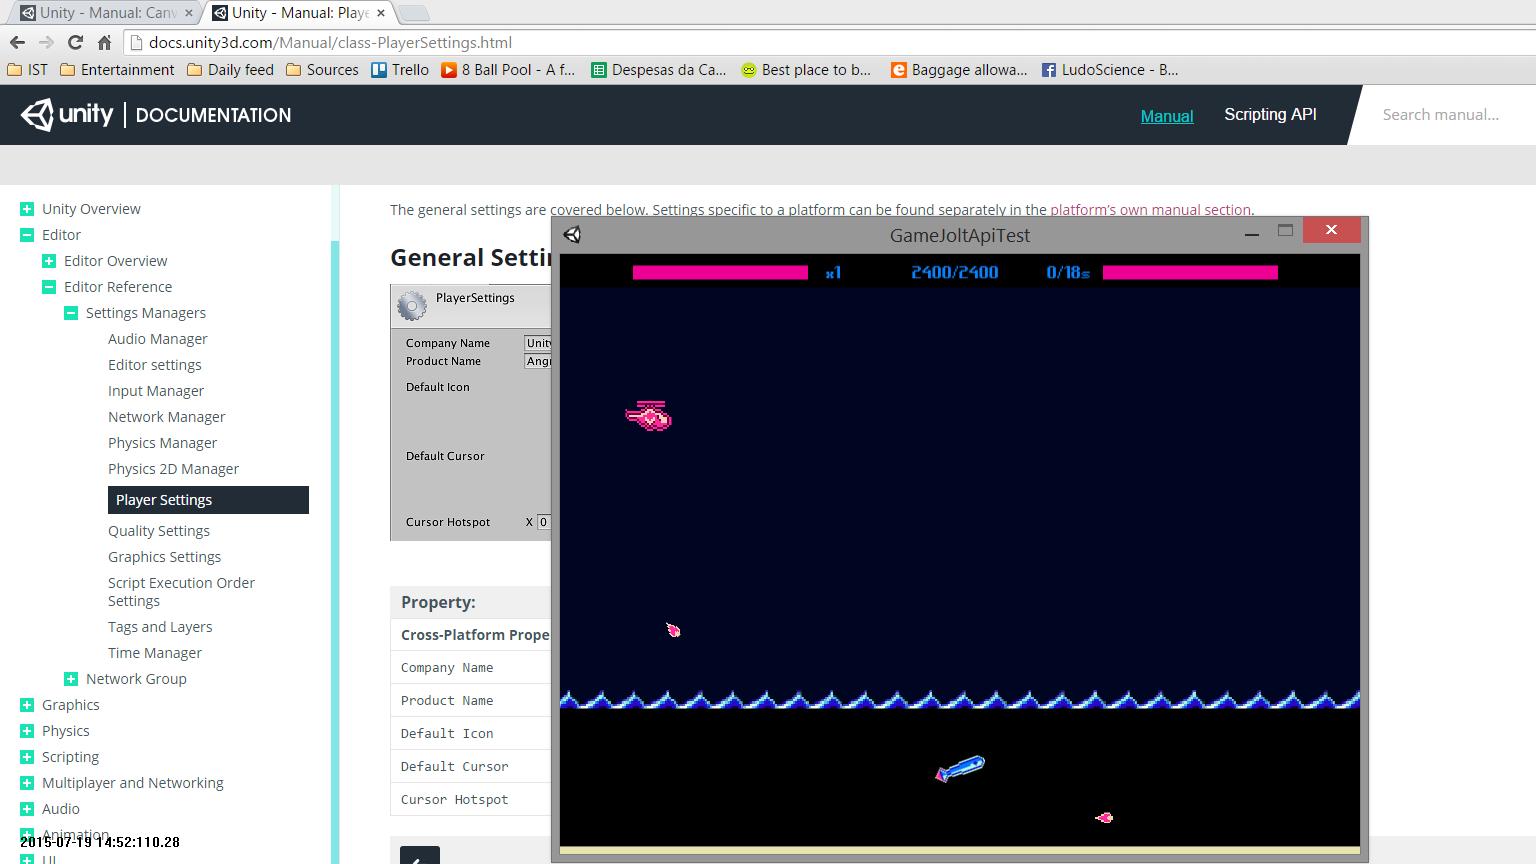 Unity - Manual: Canv
Unity - Manual: Playe
docs.unity3d.com/Manual/class-PlayerSettings.html
IST Entertainment Daily feed Sources Trello 8 Ball Pool - A f... Despesas da Ca... Best place to b... Baggage allowa... LudoScience - B...
unity DOCUMENTATION
Manual Scripting API Search manual...
Unity Overview
Editor
Editor Overview
Editor Reference
Settings Managers
Audio Manager
Editor settings
Input Manager
Network Manager
Physics Manager
Physics 2D Manager
Player Settings
Quality Settings
Graphics Settings
Script Execution Order
Settings
Tags and Layers
Time Manager
Network Group
Graphics
Physics
Scripting
Multiplayer and Networking
Audio
Animation
UI
2015-07-19 14:52:110.28
The general settings are covered below. Settings specific to a platform can be found separately in the platform's own manual section.
General Settin
PlayerSettings
Company Name Unity
Product Name Angr
Default Icon
Default Cursor
Cursor Hotspot X 0
Property:
Cross-Platform Prope
Company Name
Product Name
Default Icon
Default Cursor
Cursor Hotspot
GameJoltApiTest
x1 2400/2400 0/18s